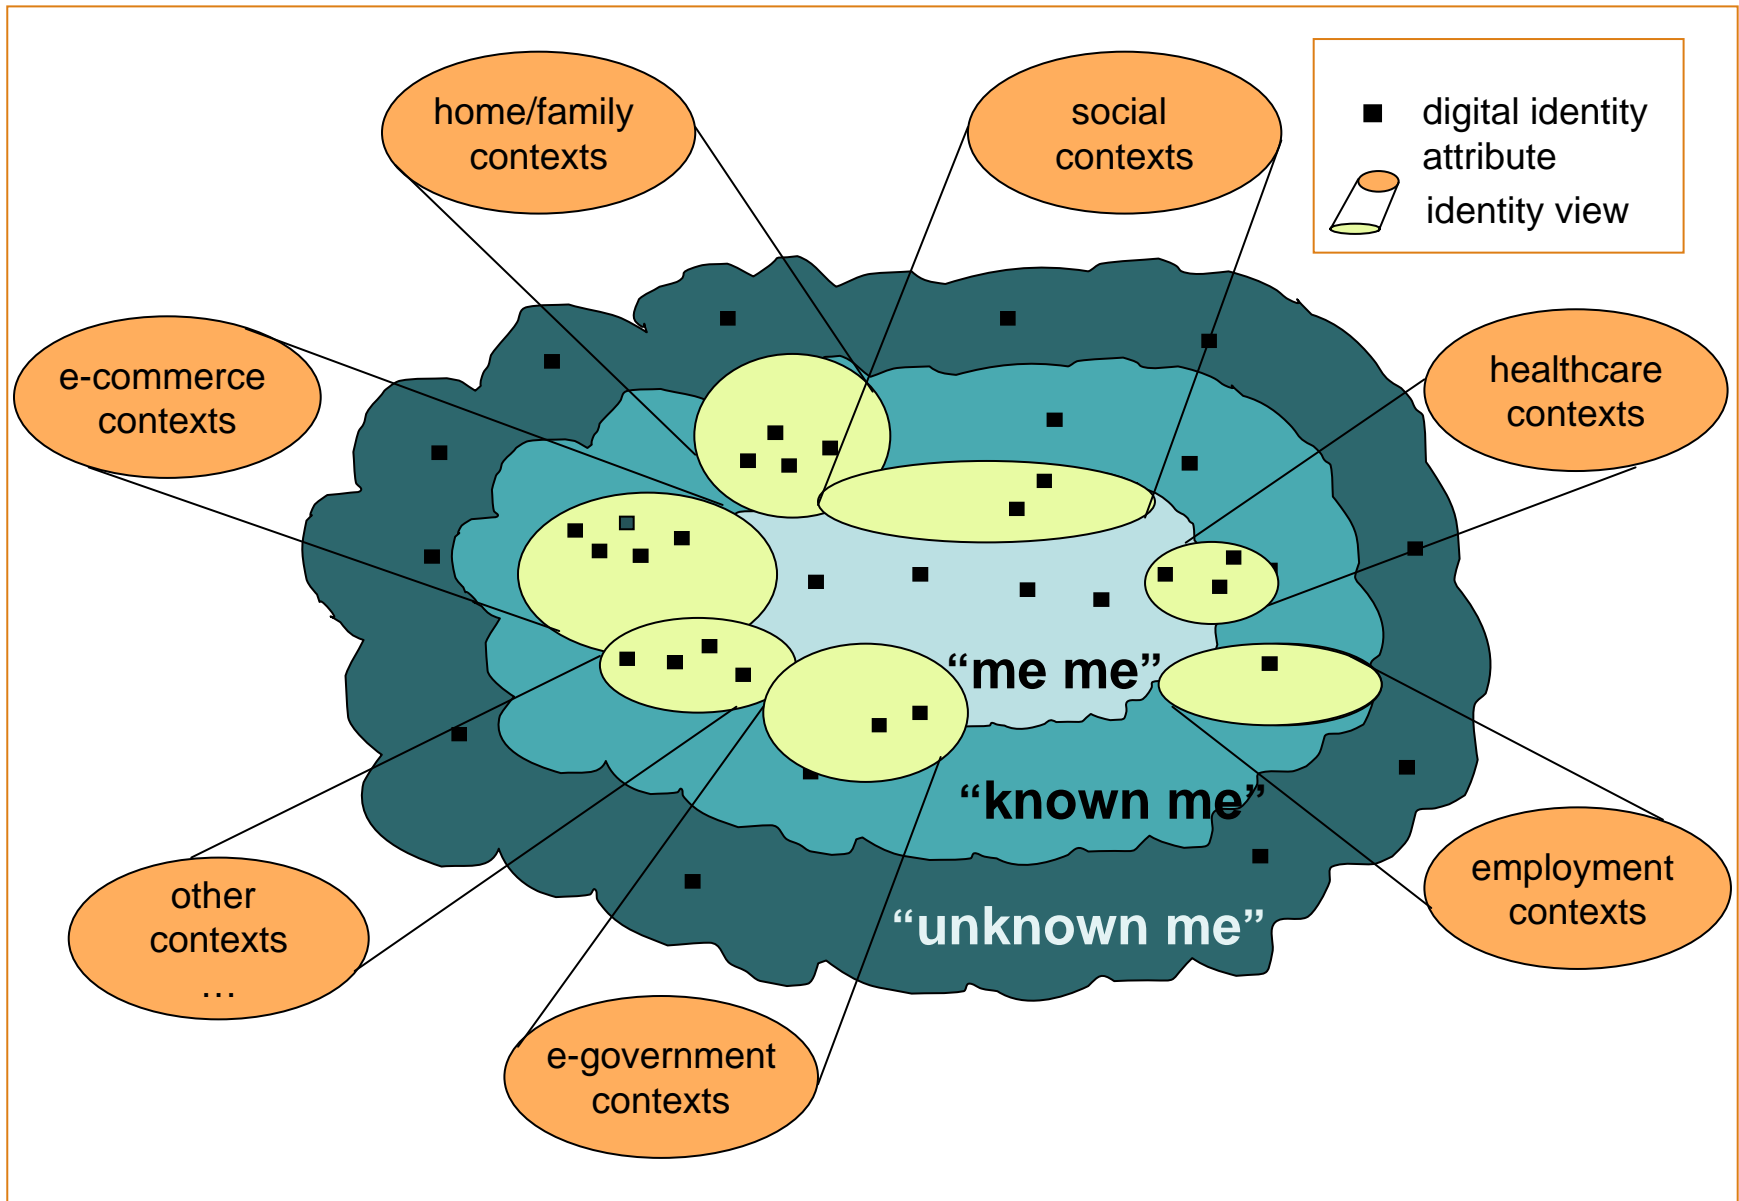 home/family
contexts
social
contexts
digital identity
attribute
identity view
e-commerce
contexts
healthcare
contexts
“me me”
“known me”
“unknown me”
other
contexts
…
employment
contexts
e-government
contexts